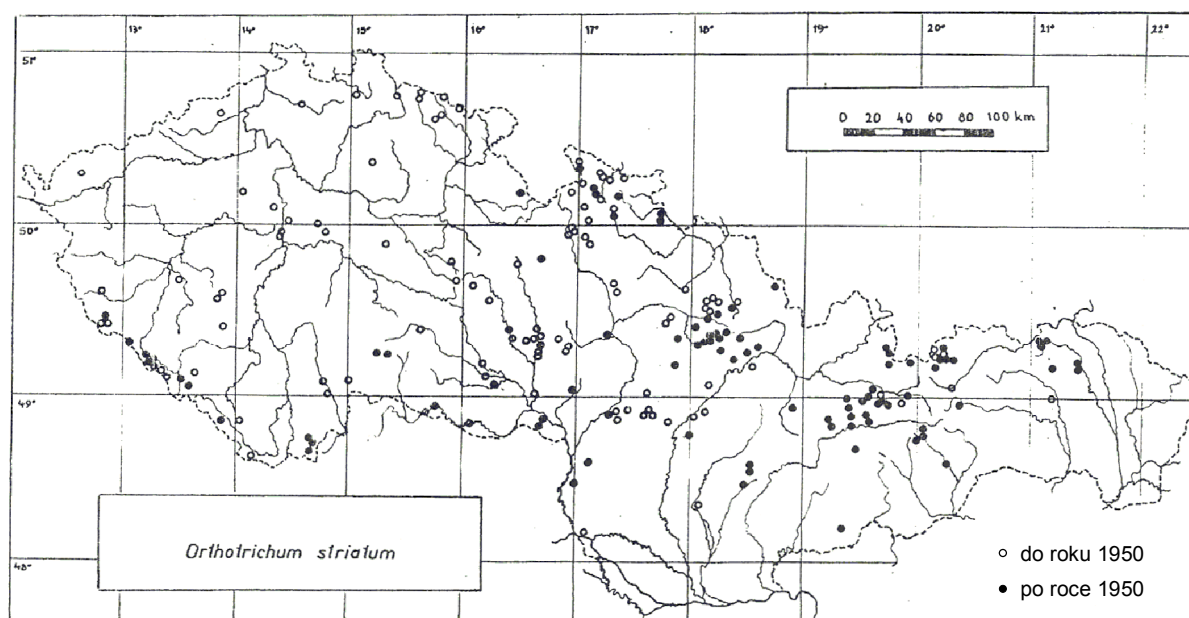 13° 14° 15° 16° 17° 18° 19° 20° 21° 22°
51°
0 20 40 60 80 100 km
50°
49°
Orthotrichum striatum
48°
do roku 1950
po roce 1950